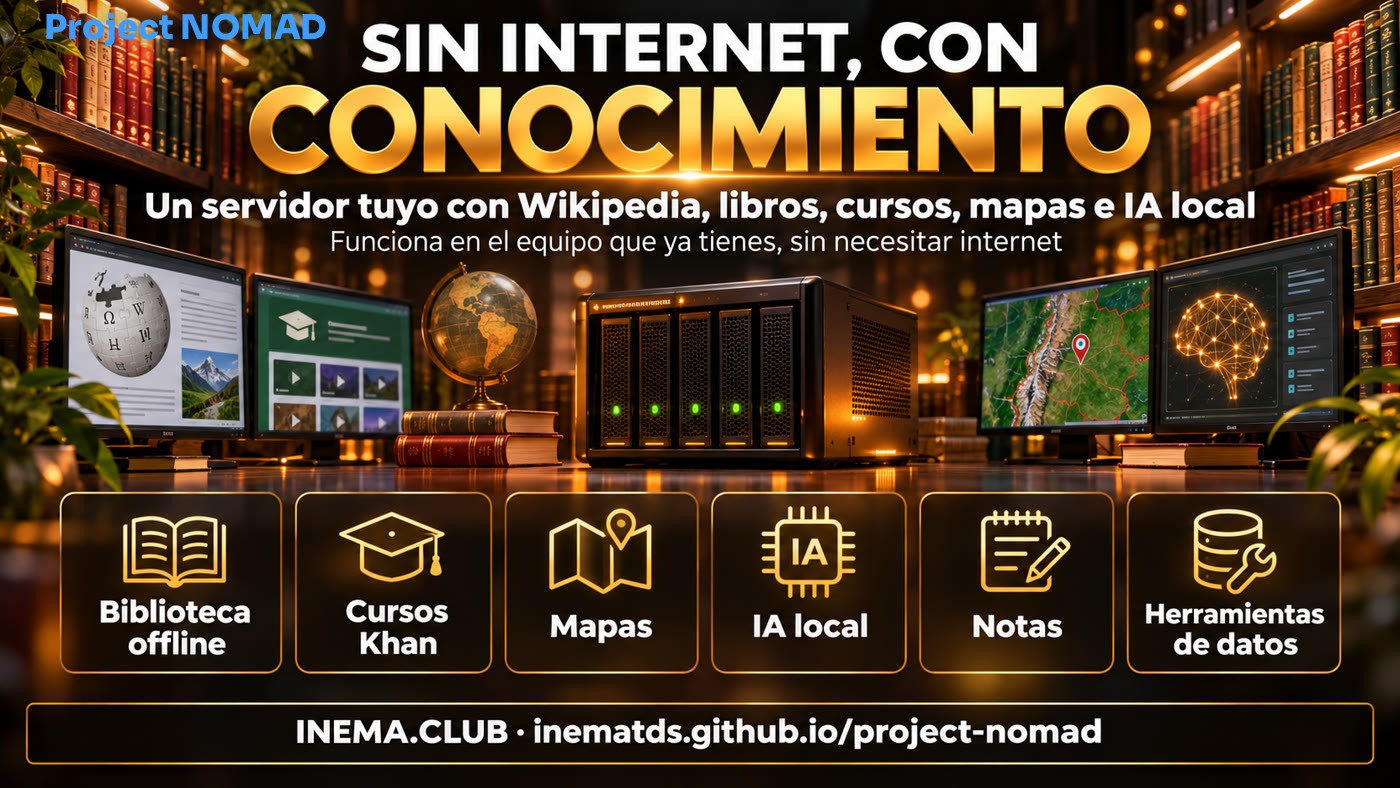 Project NOMAD
SIN INTERNET, CON
CONOCIMIENTO
Un servidor tuyo con Wikipedia, libros, cursos, mapas e IA local
Funciona en el equipo que ya tienes, sin necesitar internet
Biblioteca
offline
Cursos
Khan
Mapas
IA
IA local
Notas
Herramientas
de datos
INEMA.CLUB · inematds.github.io/project-nomad